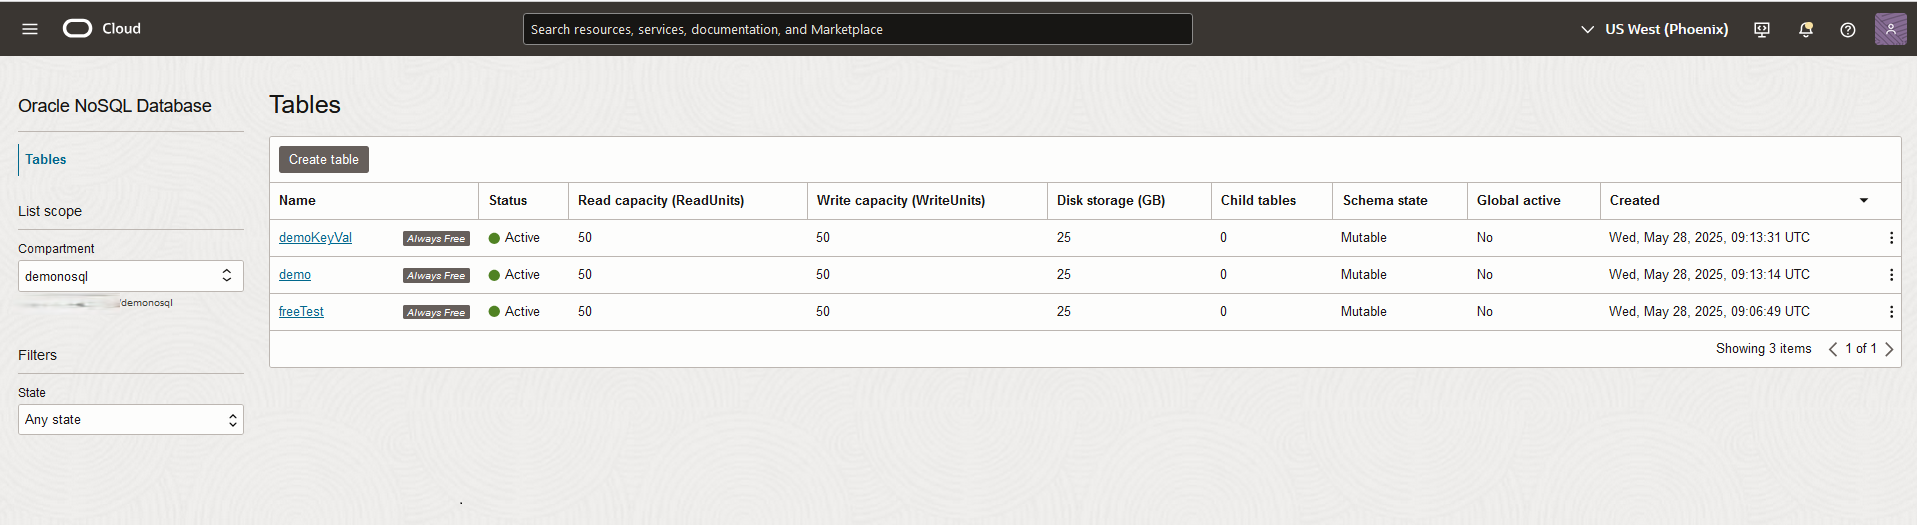 Cloud
Search resources, services, documentation, and Marketplace
US West (Phoenix)
Oracle NoSQL Database
Tables
List scope
Compartment
demonosql
/demonosql
Filters
State
Any state
Tables
Create table
Name Status Read capacity (ReadUnits) Write capacity (WriteUnits) Disk storage (GB) Child tables Schema state Global active Created
demoKeyVal Always Free Active 50 50 25 0 Mutable No Wed, May 28, 2025, 09:13:31 UTC
demo Always Free Active 50 50 25 0 Mutable No Wed, May 28, 2025, 09:13:14 UTC
freeTest Always Free Active 50 50 25 0 Mutable No Wed, May 28, 2025, 09:06:49 UTC
Showing 3 items 1 of 1